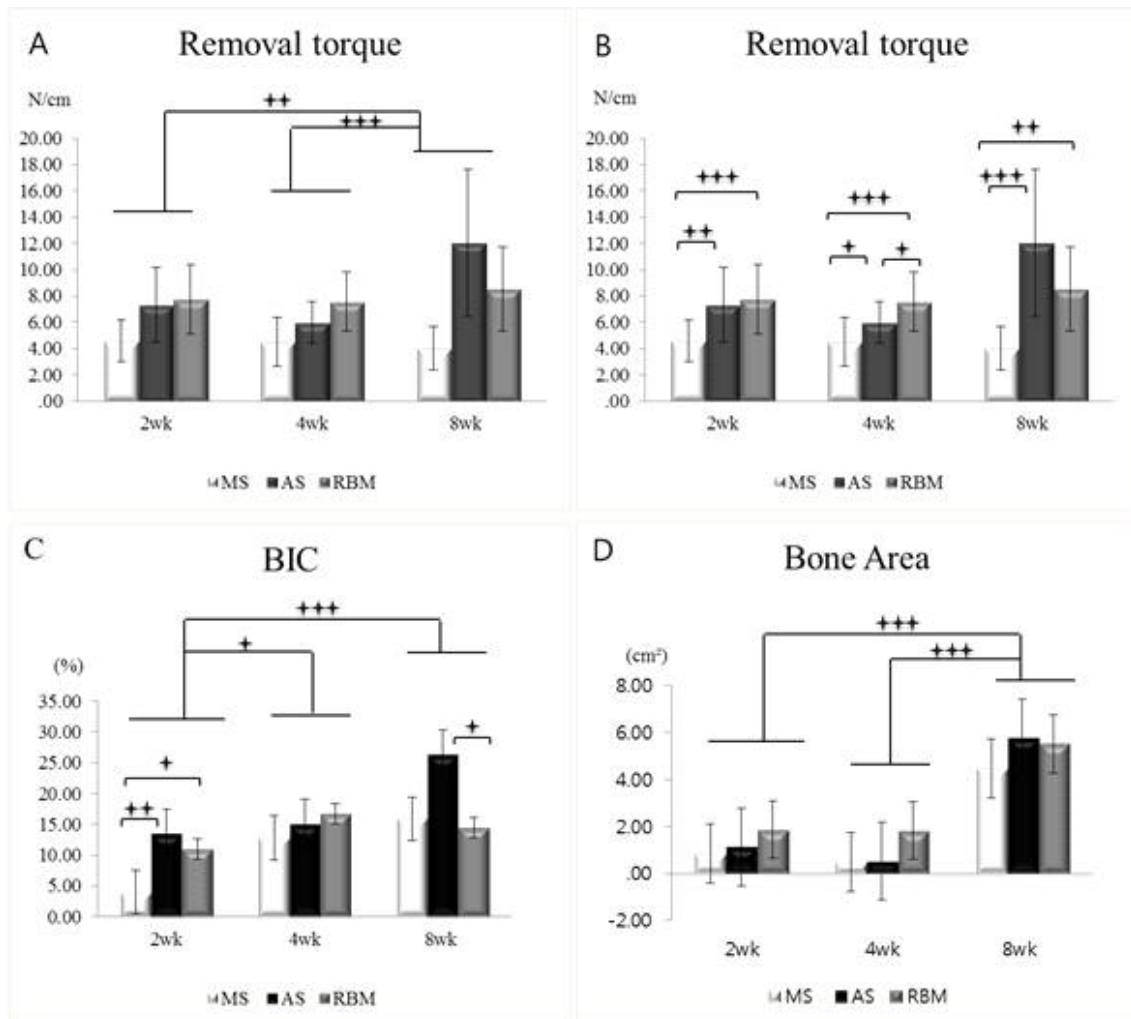 A
Removal torque
N/cm
✦✦
✦✦✦
20.00
18.00
16.00
14.00
12.00
10.00
8.00
6.00
4.00
2.00
.00
2wk 4wk 8wk
MS AS RBM
B
Removal torque
N/cm
20.00
18.00
16.00
14.00
12.00
10.00
8.00
6.00
4.00
2.00
.00
✦✦
✦✦✦
✦✦✦ ✦✦✦
✦✦ ✦ ✦
2wk 4wk 8wk
MS AS RBM
C
BIC
✦✦✦
✦
(%)
35.00
30.00
25.00
20.00
15.00
10.00
5.00
0.00
✦
✦
✦✦
2wk 4wk 8wk
MS AS RBM
D
Bone Area
✦✦✦
✦✦✦
(cm²)
8.00
6.00
4.00
2.00
.00
-2.00
2wk 4wk 8wk
MS AS RBM